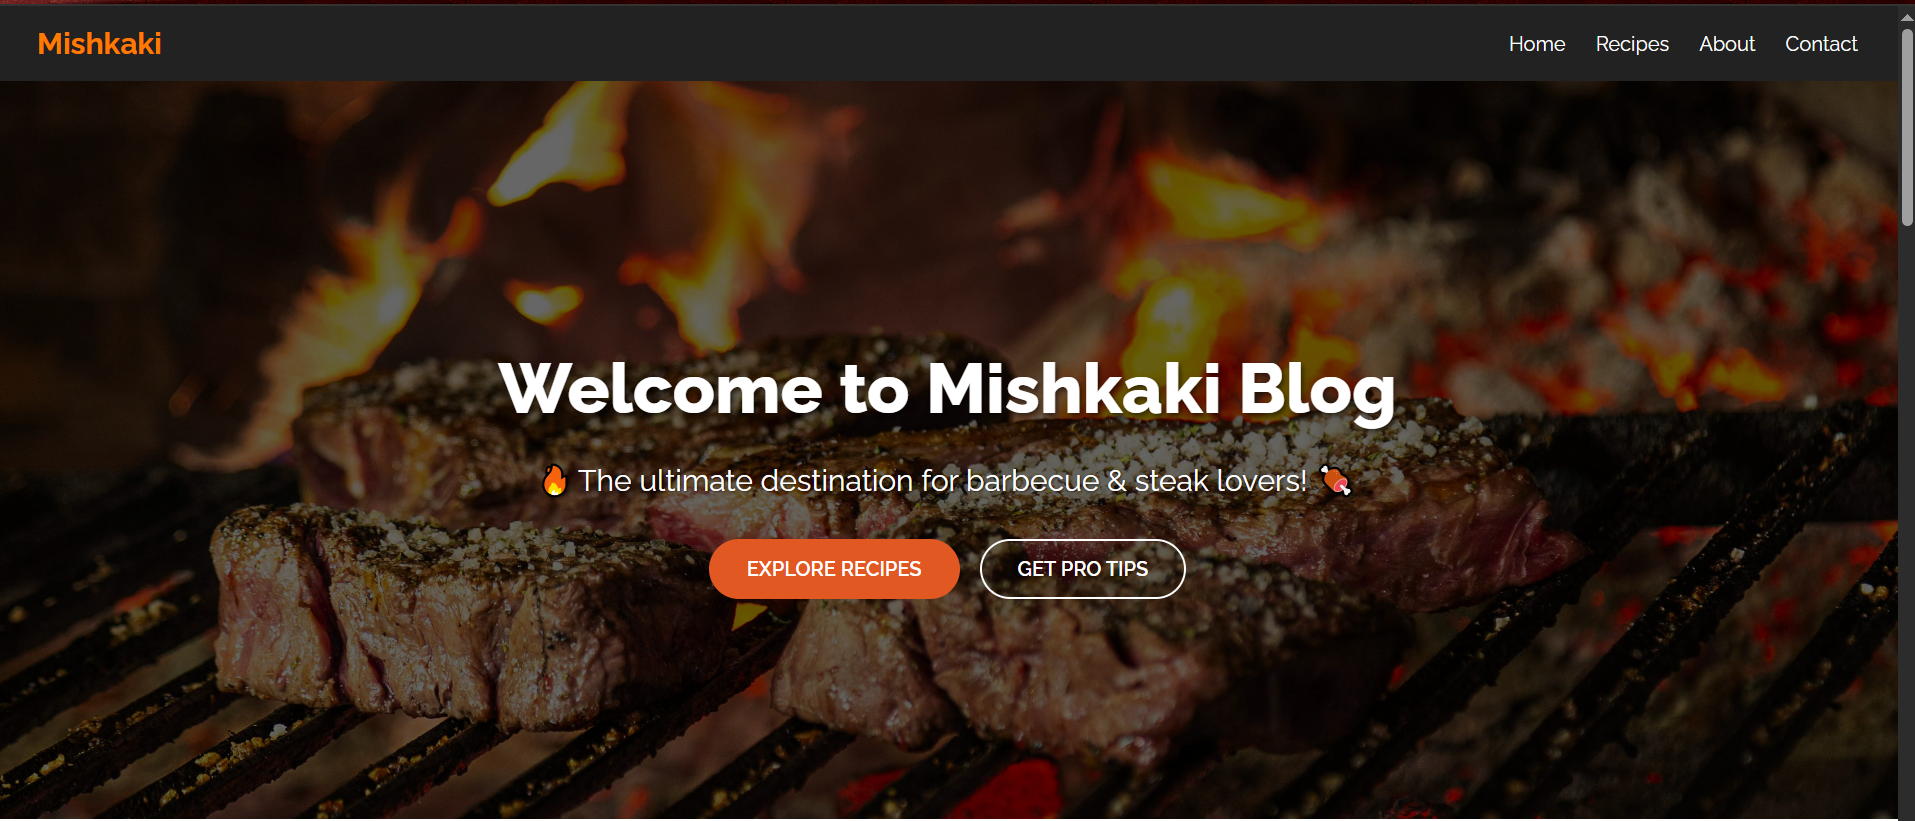 Mishkaki
Home Recipes About Contact
Welcome to Mishkaki Blog
🔥 The ultimate destination for barbecue & steak lovers! 🍖
EXPLORE RECIPES GET PRO TIPS